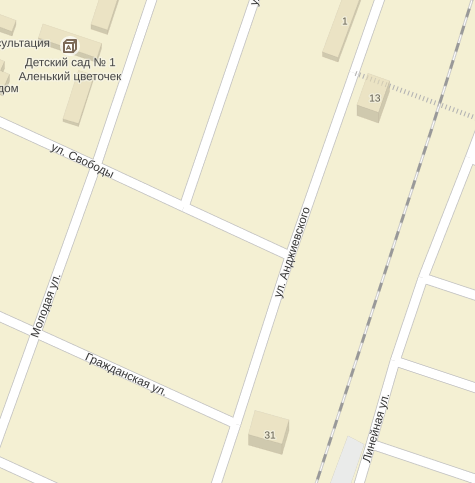 1
сультация
Детский сад № 1
Аленький цветочек
дом
13
ул. Свободы
ул. Анджиевского
Молодая ул.
Гражданская ул.
Линейная ул.
31